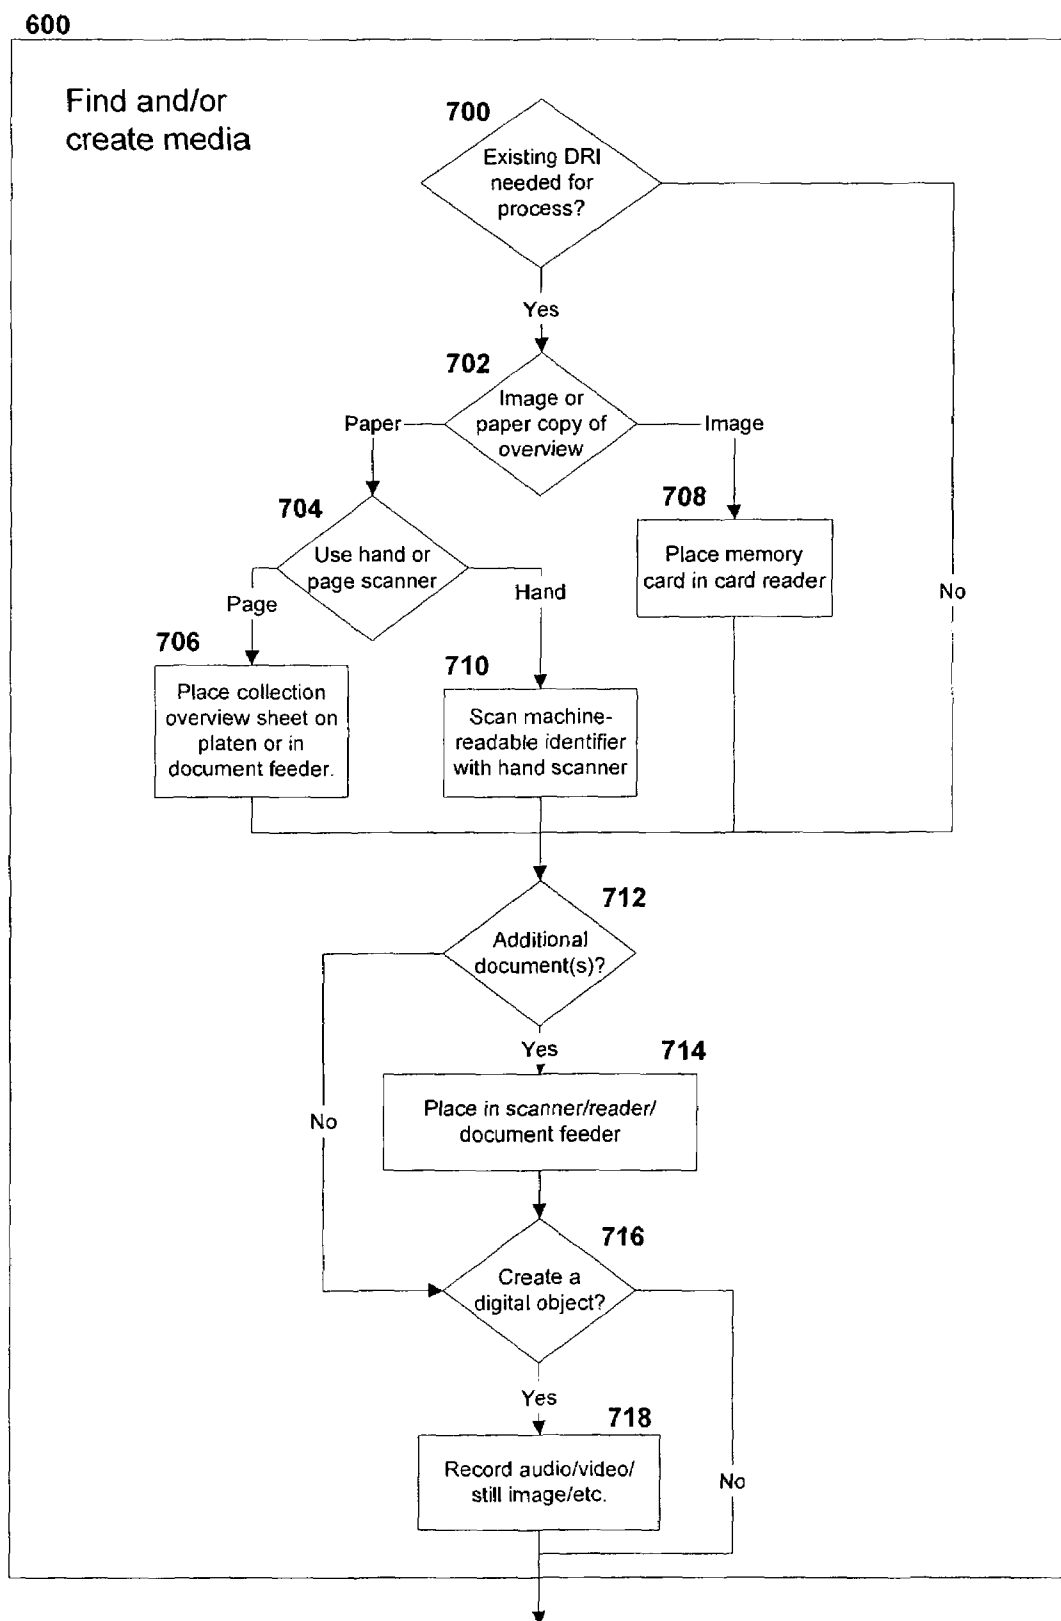 600
Find and/or
create media
700
Existing DRI
needed for
process?
Yes
702
Image or
paper copy of
overview
Paper
Image
704
Use hand or
page scanner
708
Place memory
card in card reader
No
Page
Hand
706
Place collection
overview sheet on
platen or in
document feeder.
710
Scan machine-
readable identifier
with hand scanner
712
Additional
document(s)?
Yes
714
No
Place in scanner/reader/
document feeder
716
Create a
digital object?
Yes
718
Record audio/video/
still image/etc.
No